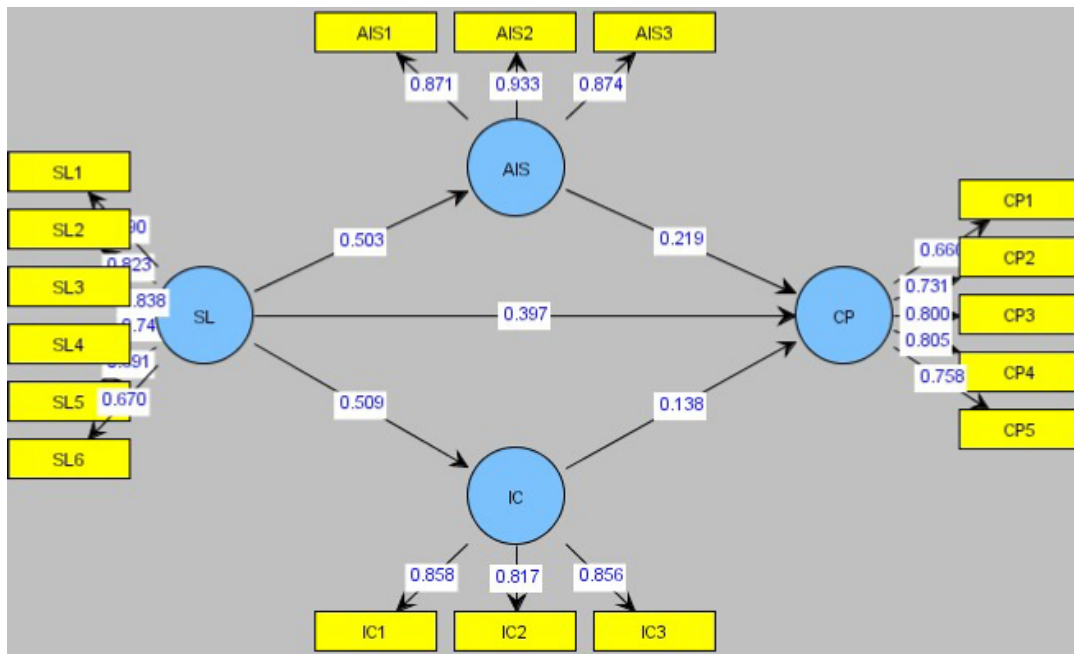 AIS1 AIS2 AIS3
0.871 0.933 0.874
AIS
SL1
SL2
0.823
SL3
.838
SL4
SL5
0.670
SL6
SL
0.503
0.219
0.397
0.509
0.138
CP
CP1
CP2
0.731
0.800
CP3
0.805
CP4
0.758
CP5
IC
0.858 0.817 0.856
IC1 IC2 IC3